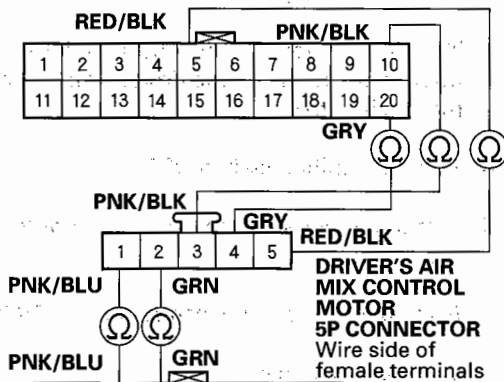 RED/BLK
PNK/BLK
1 2 3 4 5 6 7 8 9 10
11 12 13 14 15 16 17 18 19 20
GRY
Ω Ω Ω
PNK/BLK
GRY
1 2 3 4 5
RED/BLK
PNK/BLU
GRN
DRIVER'S AIR
MIX CONTROL
MOTOR
5P CONNECTOR
Wire side of
female terminals
Ω Ω
PNK/BLU
GRN